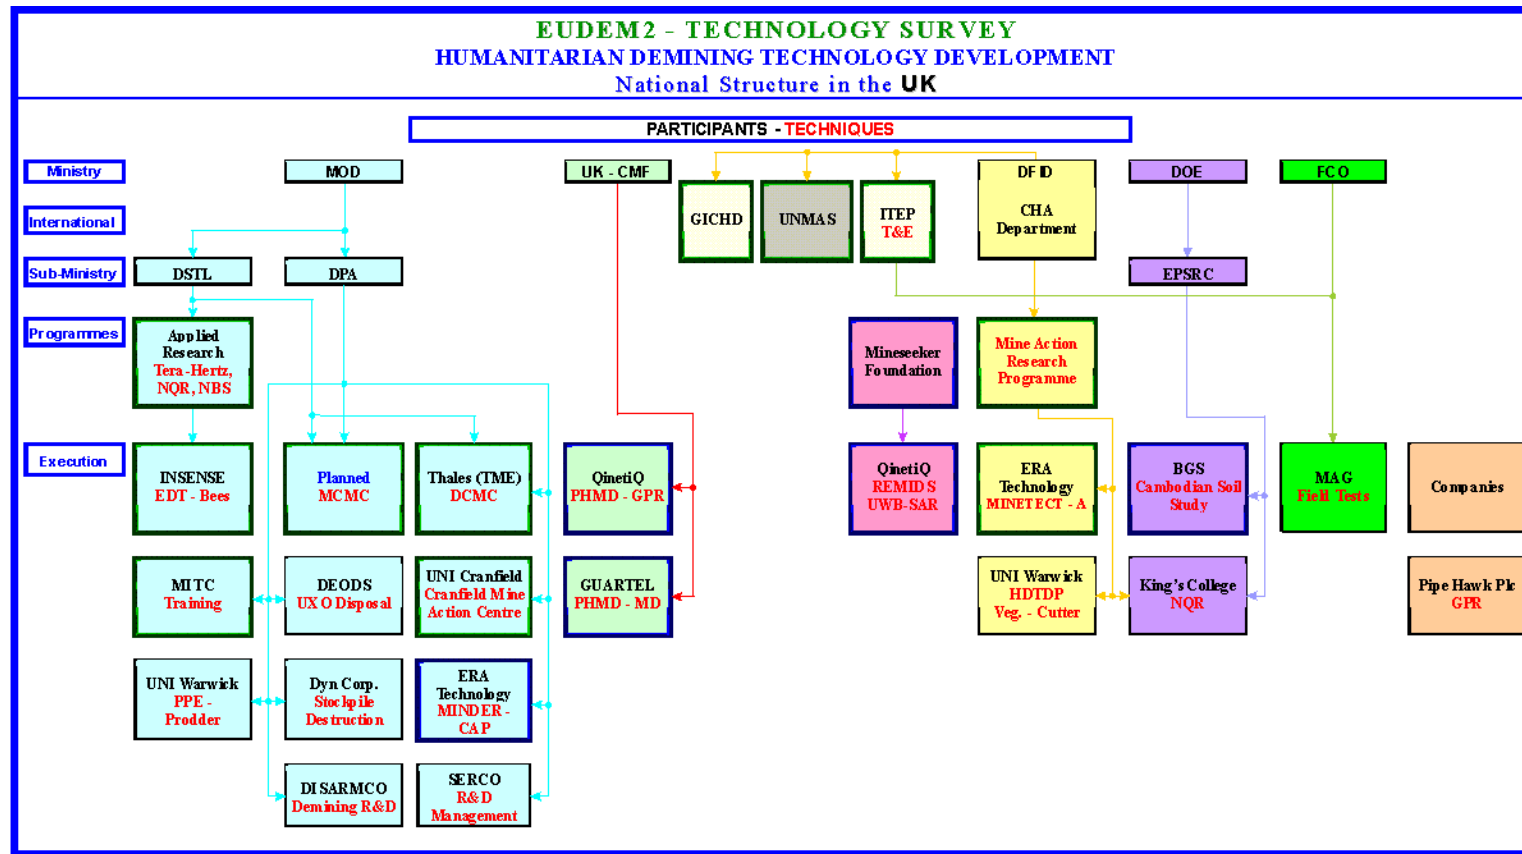 EUDEM2 - TECHNOLOGY SURVEY
HUMANITARIAN DEMINING TECHNOLOGY DEVELOPMENT
National Structure in the UK
PARTICIPANTS - TECHNIQUES
Ministry
MOD
UK - CMF
DFID
CHA
Department
DOE
FCO
International
GICHD
UNMAS
ITEP
T&E
Sub-Ministry
DSTL
DPA
EPSRC
Programmes
Applied
Research
Tera-Hertz,
NQR, NBS
Mineseeker
Foundation
Mine Action
Research
Programme
Execution
INSENSE
EDT - Bees
Planned
MCMC
Thales (TME)
DCMC
QinetiQ
PHMD - GPR
QinetiQ
REMIDS
UWB-SAR
ERA
Technology
MINETECT - A
BGS
Cambodian Soil
Study
MAG
Field Tests
Companies
MITC
Training
DEODS
UXO Disposal
UNI Cranfield
Cranfield Mine
Action Centre
GUARTEL
PHMD - MD
UNI Warwick
HDTDP
Veg. - Cutter
King's College
NQR
Pipe Hawk Plc
GPR
UNI Warwick
PPE -
Prodder
Dyn Corp.
Stockpile
Destruction
ERA
Technology
MINDER -
CAP
DISARMCO
Demining R&D
SERCO
R&D
Management